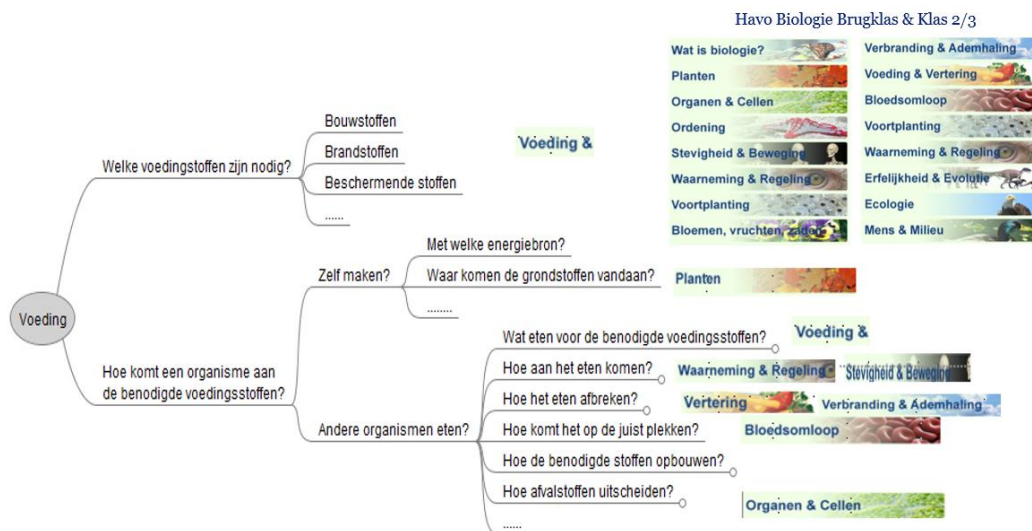 Havo Biologie Brugklas & Klas 2/3
Wat is biologie?
Planten
Organen & Cellen
Ordening
Stevigheid & Beweging
Waarneming & Regeling
Voortplanting
Bloemen, vruchten, zaden
Verbranding & Ademhaling
Voeding & Vertering
Bloedsomloop
Voortplanting
Waarneming & Regeling
Erfelijkheid & Evolutie
Ecologie
Mens & Milieu
Voeding
Welke voedingstoffen zijn nodig?
Bouwstoffen
Brandstoffen
Beschermende stoffen
......
Voeding &
Hoe komt een organisme aan
de benodigde voedingsstoffen?
Zelf maken?
Met welke energiebron?
Waar komen de grondstoffen vandaan?
Planten
........
Andere organismen eten?
Wat eten voor de benodigde voedingsstoffen?
Voeding &
Hoe aan het eten komen?
Waarneming & Regeling
Stevigheid & Beweging
Hoe het eten afbreken?
Vertering
Verbranding & Ademhaling
Hoe komt het op de juist plekken?
Bloedsomloop
Hoe de benodigde stoffen opbouwen?
Hoe afvalstoffen uitscheiden?
Organen & Cellen
......